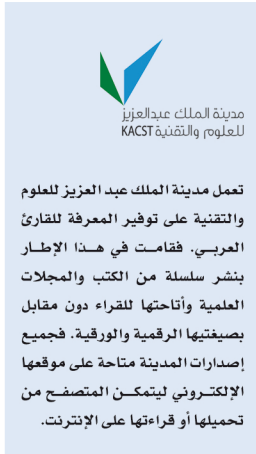 مدينة الملك عبدالعزيز
للعلوم والتقنية KACST
تعمل مدينة الملك عبد العزيز للعلوم
والتقنية على توفير المعرفة للقارئ
العربي. فقامت في هذا الإطار
بنشر سلسلة من الكتب والمجلات
العلمية وأتاحتها للقراء دون مقابل
بصيغتيها الرقمية والورقية. فجميع
إصدارات المدينة متاحة على موقعها
الإلكتروني ليتمكن المتصفح من
تحميلها أو قراءتها على الإنترنت.